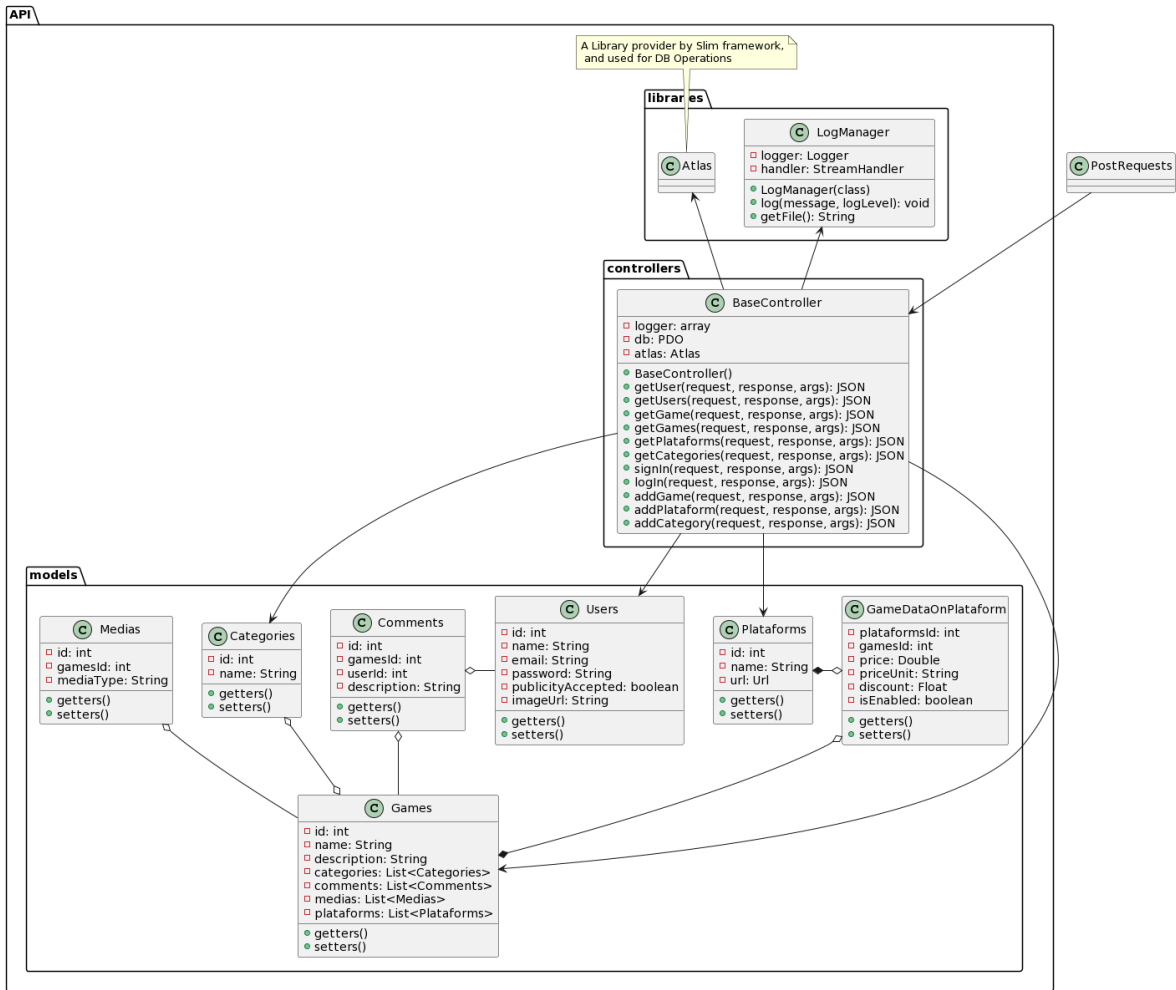 API
A Library provider by Slim framework,
and used for DB Operations
libraries
C Atlas
C LogManager
logger: Logger
handler: StreamHandler
LogManager(class)
log(message, logLevel): void
getFile(): String
C PostRequests
controllers
C BaseController
logger: array
db: PDO
atlas: Atlas
BaseController()
getUser(request, response, args): JSON
getUsers(request, response, args): JSON
getGame(request, response, args): JSON
getGames(request, response, args): JSON
getPlataforms(request, response, args): JSON
getCategories(request, response, args): JSON
signIn(request, response, args): JSON
logIn(request, response, args): JSON
addGame(request, response, args): JSON
addPlataform(request, response, args): JSON
addCategory(request, response, args): JSON
models
C Medias
id: int
gamesId: int
mediaType: String
getters()
setters()
C Categories
id: int
name: String
getters()
setters()
C Comments
id: int
gamesId: int
userId: int
description: String
getters()
setters()
C Users
id: int
name: String
email: String
password: String
publicityAccepted: boolean
imageUrl: String
getters()
setters()
C Plataforms
id: int
name: String
url: Url
getters()
setters()
C GameDataOnPlataform
plataformsId: int
gamesId: int
price: Double
priceUnit: String
discount: Float
isEnabled: boolean
getters()
setters()
C Games
id: int
name: String
description: String
categories: List<Categories>
comments: List<Comments>
medias: List<Medias>
plataforms: List<Plataforms>
getters()
setters()